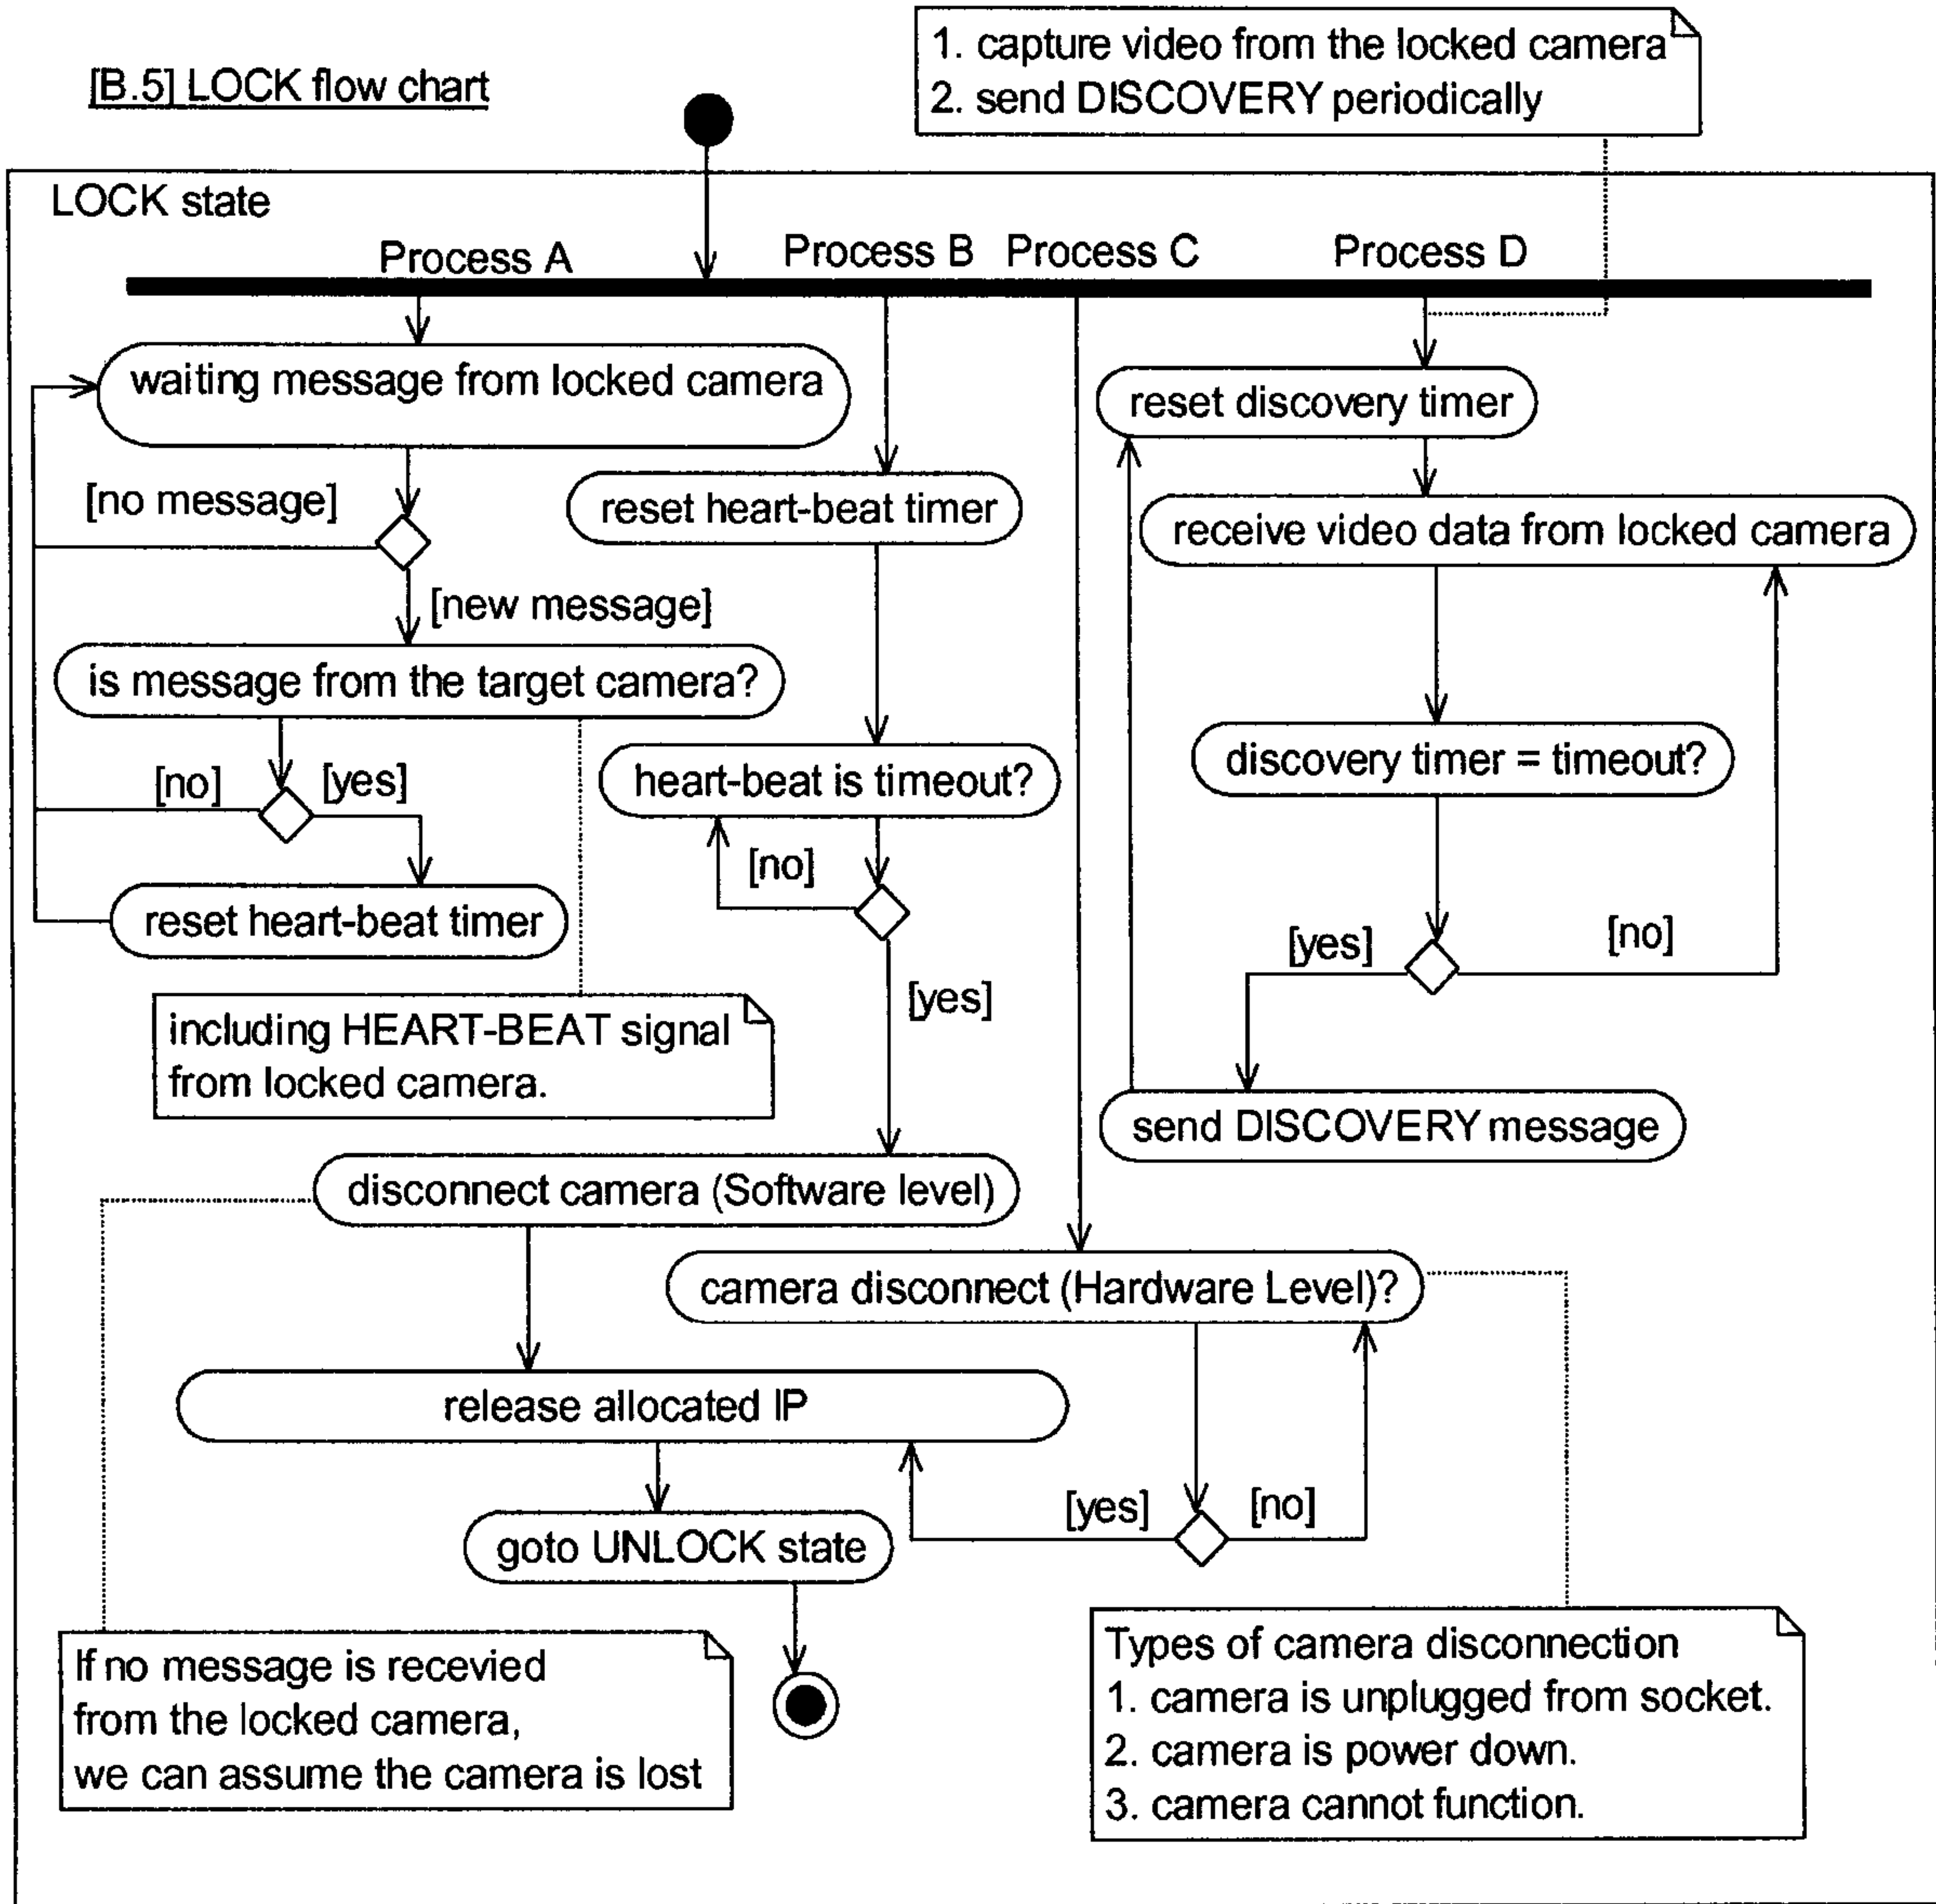 [B.5] LOCK flow chart
1. capture video from the locked camera
2. send DISCOVERY periodically
LOCK state
Process A
Process B
Process C
Process D
waiting message from locked camera
[no message]
[new message]
is message from the target camera?
[no]
[yes]
reset heart-beat timer
including HEART-BEAT signal
from locked camera.
reset heart-beat timer
heart-beat is timeout?
[no]
[yes]
disconnect camera (Software level)
reset discovery timer
receive video data from locked camera
discovery timer = timeout?
[yes]
[no]
send DISCOVERY message
camera disconnect (Hardware Level)?
release allocated IP
[yes]
[no]
goto UNLOCK state
If no message is recevied
from the locked camera,
we can assume the camera is lost
Types of camera disconnection
1. camera is unplugged from socket.
2. camera is power down.
3. camera cannot function.